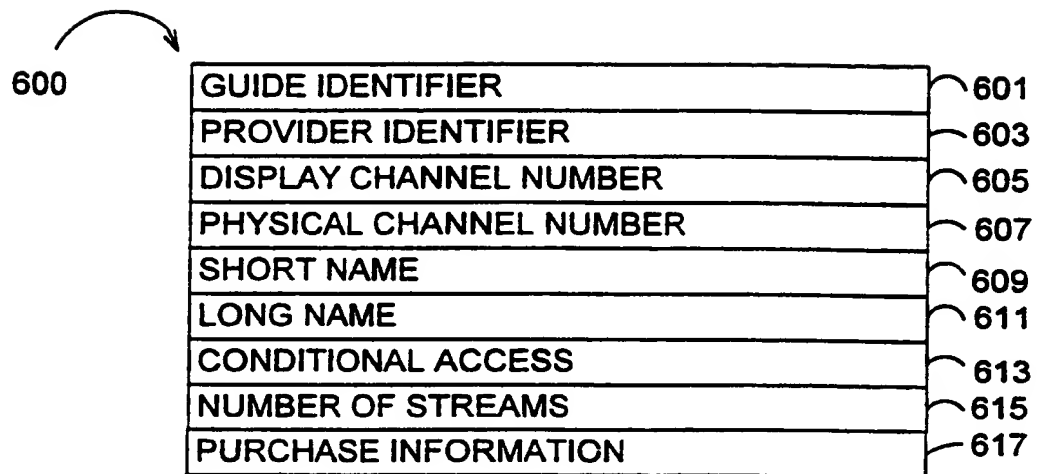 600
GUIDE IDENTIFIER 601
PROVIDER IDENTIFIER 603
DISPLAY CHANNEL NUMBER 605
PHYSICAL CHANNEL NUMBER 607
SHORT NAME 609
LONG NAME 611
CONDITIONAL ACCESS 613
NUMBER OF STREAMS 615
PURCHASE INFORMATION 617